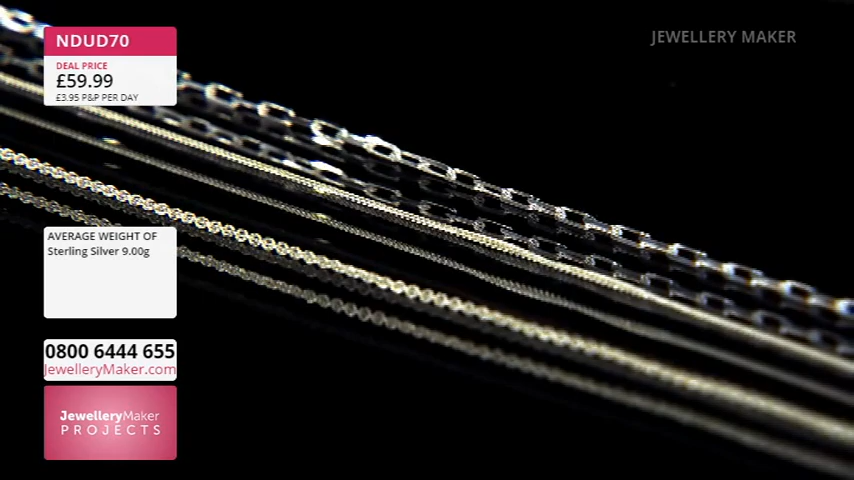 NDUD70
DEAL PRICE
£59.99
£3.95 P&P PER DAY
JEWELLERY MAKER
AVERAGE WEIGHT OF
Sterling Silver 9.00g
0800 6444 655
JewelleryMaker.com
JewelleryMaker
PROJECTS